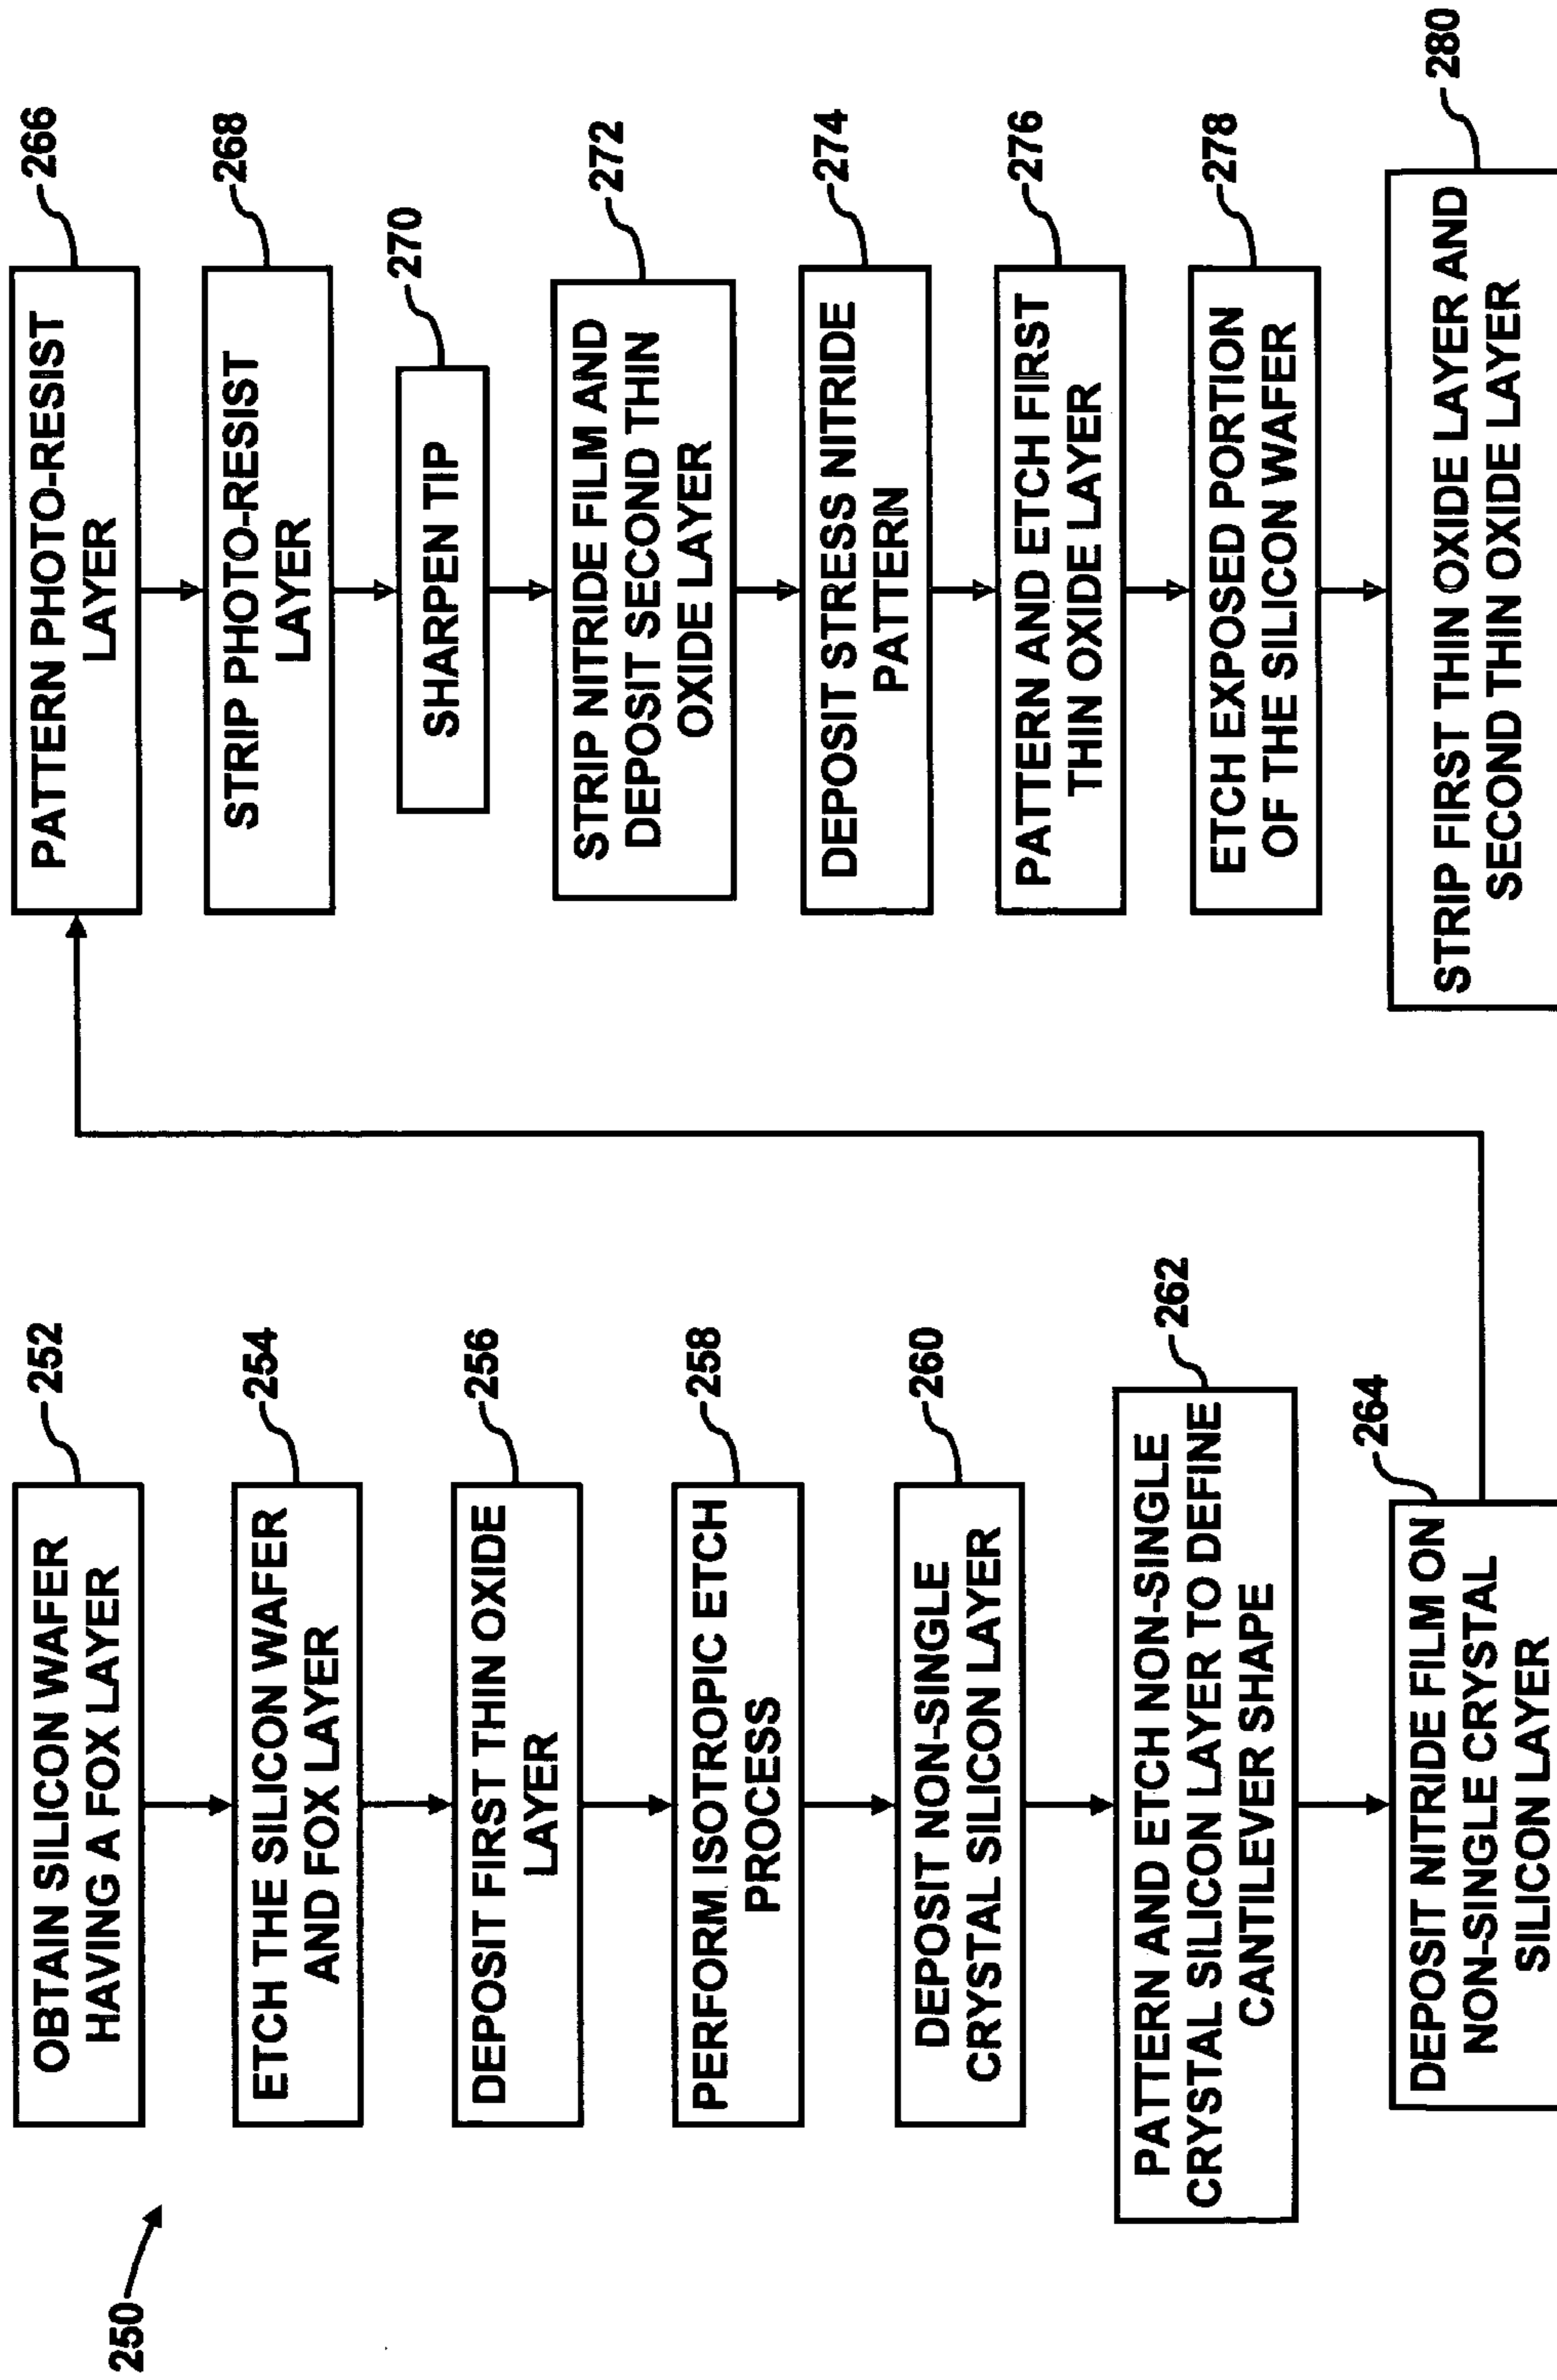 250
OBTAIN SILICON WAFER
HAVING A FOX LAYER
252
ETCH THE SILICON WAFER
AND FOX LAYER
254
DEPOSIT FIRST THIN OXIDE
LAYER
256
PERFORM ISOTROPIC ETCH
PROCESS
258
DEPOSIT NON-SINGLE
CRYSTAL SILICON LAYER
260
PATTERN AND ETCH NON-SINGLE
CRYSTAL SILICON LAYER TO DEFINE
CANTILEVER SHAPE
262
DEPOSIT NITRIDE FILM ON
NON-SINGLE CRYSTAL
SILICON LAYER
264
PATTERN PHOTO-RESIST
LAYER
266
STRIP PHOTO-RESIST
LAYER
268
SHARPEN TIP
270
STRIP NITRIDE FILM AND
DEPOSIT SECOND THIN
OXIDE LAYER
272
DEPOSIT STRESS NITRIDE
PATTERN
274
PATTERN AND ETCH FIRST
THIN OXIDE LAYER
276
ETCH EXPOSED PORTION
OF THE SILICON WAFER
278
STRIP FIRST THIN OXIDE LAYER AND
SECOND THIN OXIDE LAYER
280